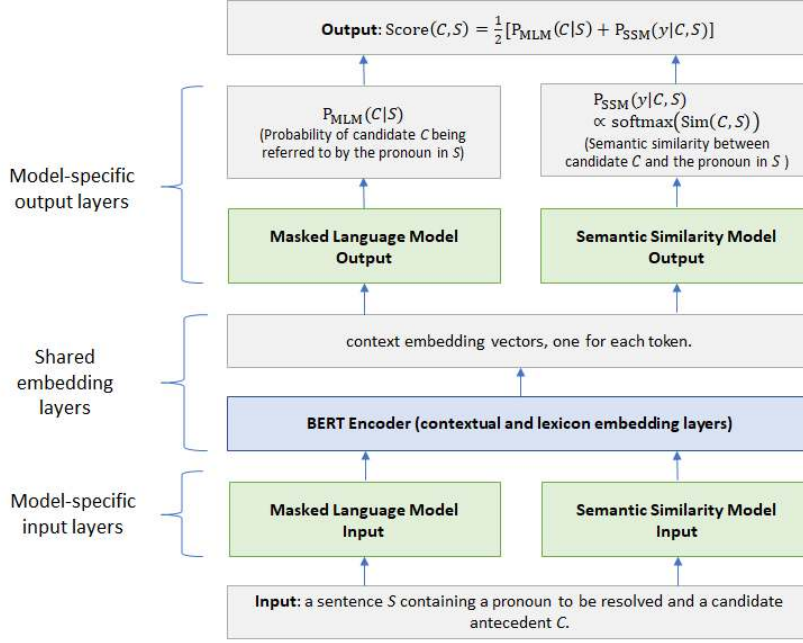 Output: Score(C,S) = 1/2 [P_MLM(C|S) + P_SSM(y|C,S)]
P_MLM(C|S)
(Probability of candidate C being
referred to by the pronoun in S)
P_SSM(y|C,S)
∝ softmax(Sim(C,S))
(Semantic similarity between
candidate C and the pronoun in S )
Model-specific
output layers
Masked Language Model
Output
Semantic Similarity Model
Output
context embedding vectors, one for each token.
Shared
embedding
layers
BERT Encoder (contextual and lexicon embedding layers)
Model-specific
input layers
Masked Language Model
Input
Semantic Similarity Model
Input
Input: a sentence S containing a pronoun to be resolved and a candidate
antecedent C.